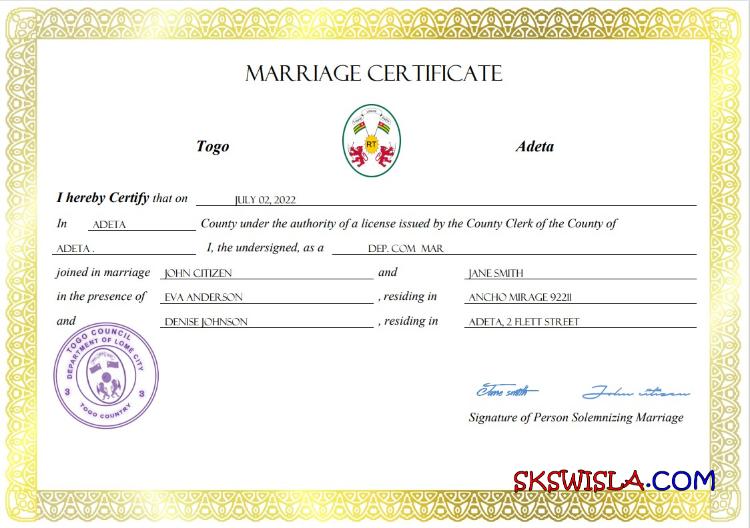 MARRIAGE CERTIFICATE
Togo
RT
Adeta
I hereby Certify that on JULY 02, 2022
In ADETA County under the authority of a license issued by the County Clerk of the County of
ADETA . I, the undersigned, as a DEP. COM MAR
joined in marriage JOHN CITIZEN and JANE SMITH
in the presence of EVA ANDERSON , residing in ANCHO MIRAGE 92211
and DENISE JOHNSON , residing in ADETA, 2 FLETT STREET
TOGO COUNCIL
DEPARTMENT OF LOMÉ CITY
3 3
TOGO COUNTRY
Jane smith John citizen
Signature of Person Solemnizing Marriage
SKSWISLA.COM